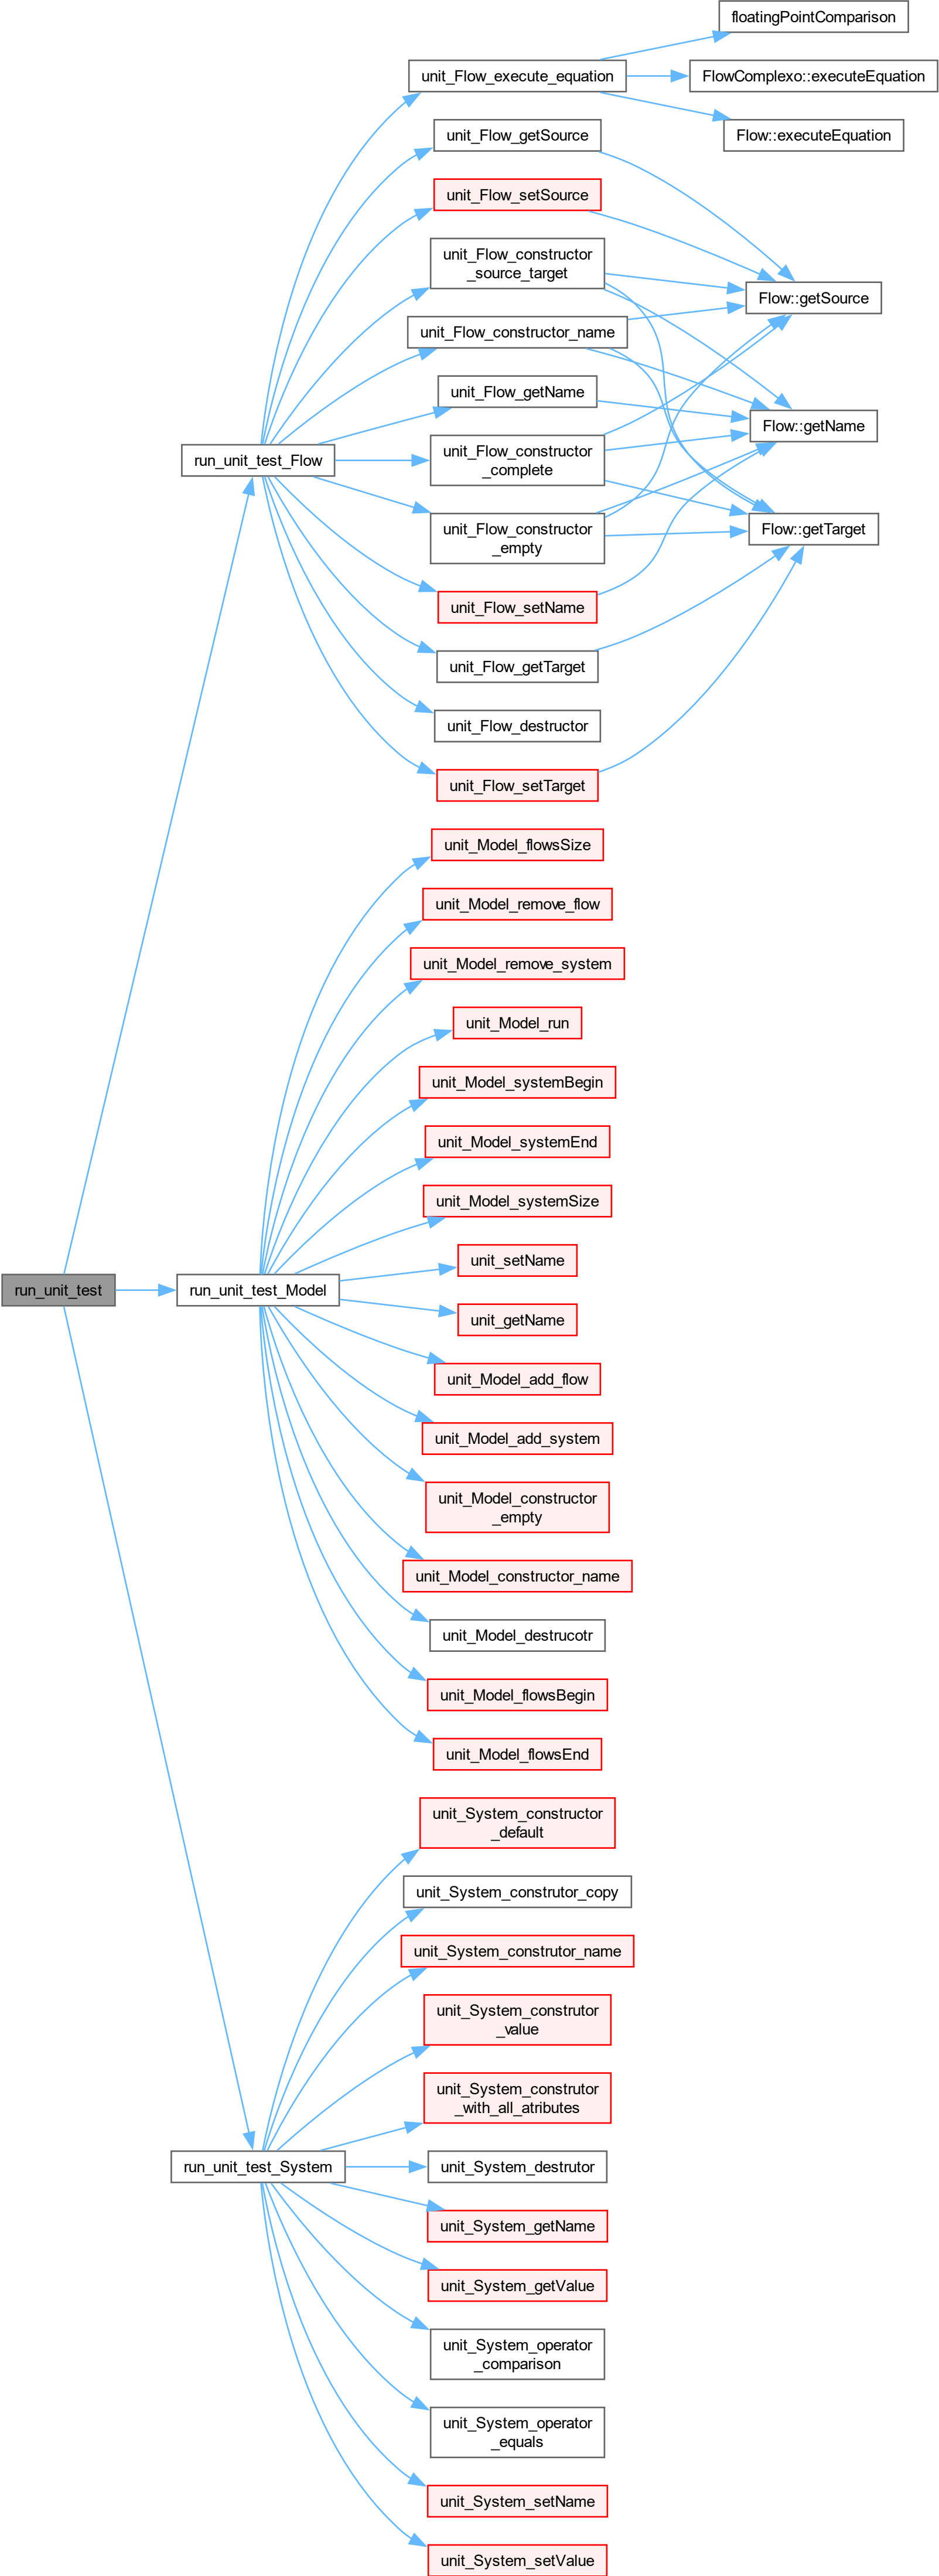 run_unit_test
run_unit_test_Flow
unit_Flow_execute_equation
floatingPointComparison
FlowComplexo::executeEquation
Flow::executeEquation
unit_Flow_getSource
unit_Flow_setSource
unit_Flow_constructor
_source_target
unit_Flow_constructor_name
unit_Flow_getName
unit_Flow_constructor
_complete
unit_Flow_constructor
_empty
unit_Flow_setName
unit_Flow_getTarget
unit_Flow_destructor
unit_Flow_setTarget
Flow::getSource
Flow::getName
Flow::getTarget
run_unit_test_Model
unit_Model_flowsSize
unit_Model_remove_flow
unit_Model_remove_system
unit_Model_run
unit_Model_systemBegin
unit_Model_systemEnd
unit_Model_systemSize
unit_setName
unit_getName
unit_Model_add_flow
unit_Model_add_system
unit_Model_constructor
_empty
unit_Model_constructor_name
unit_Model_destrucotr
unit_Model_flowsBegin
unit_Model_flowsEnd
run_unit_test_System
unit_System_constructor
_default
unit_System_construtor_copy
unit_System_construtor_name
unit_System_construtor
_value
unit_System_construtor
_with_all_atributes
unit_System_destrutor
unit_System_getName
unit_System_getValue
unit_System_operator
_comparison
unit_System_operator
_equals
unit_System_setName
unit_System_setValue